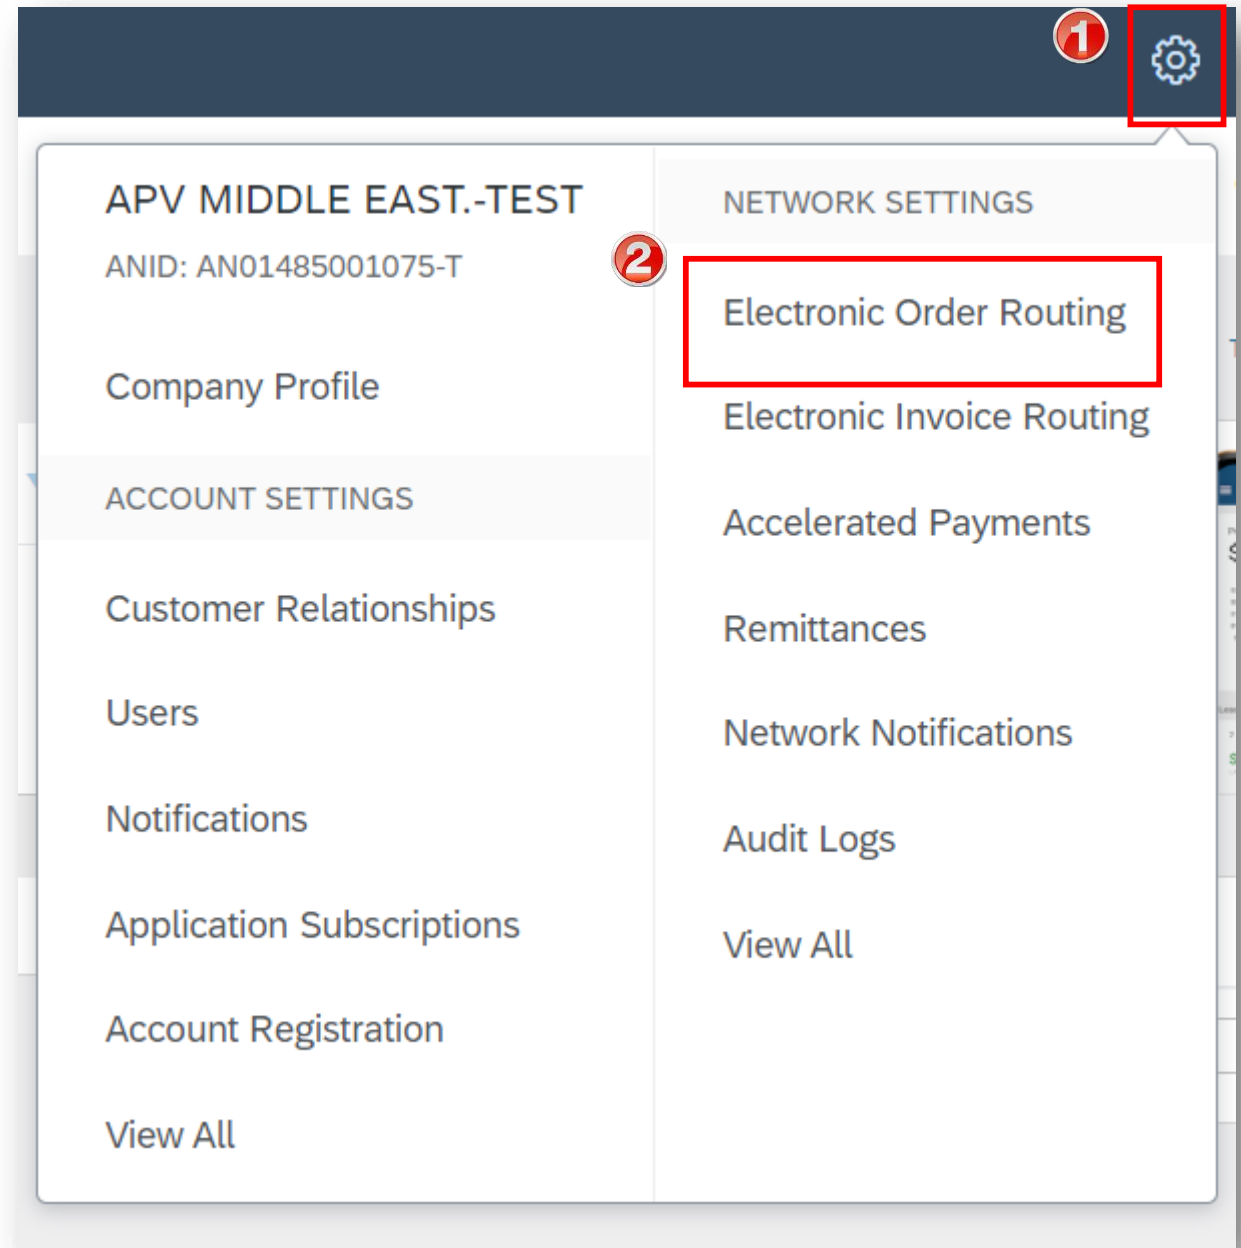 1
APV MIDDLE EAST.-TEST
ANID: AN01485001075-T
Company Profile
ACCOUNT SETTINGS
Customer Relationships
Users
Notifications
Application Subscriptions
Account Registration
View All
NETWORK SETTINGS
2
Electronic Order Routing
Electronic Invoice Routing
Accelerated Payments
Remittances
Network Notifications
Audit Logs
View All